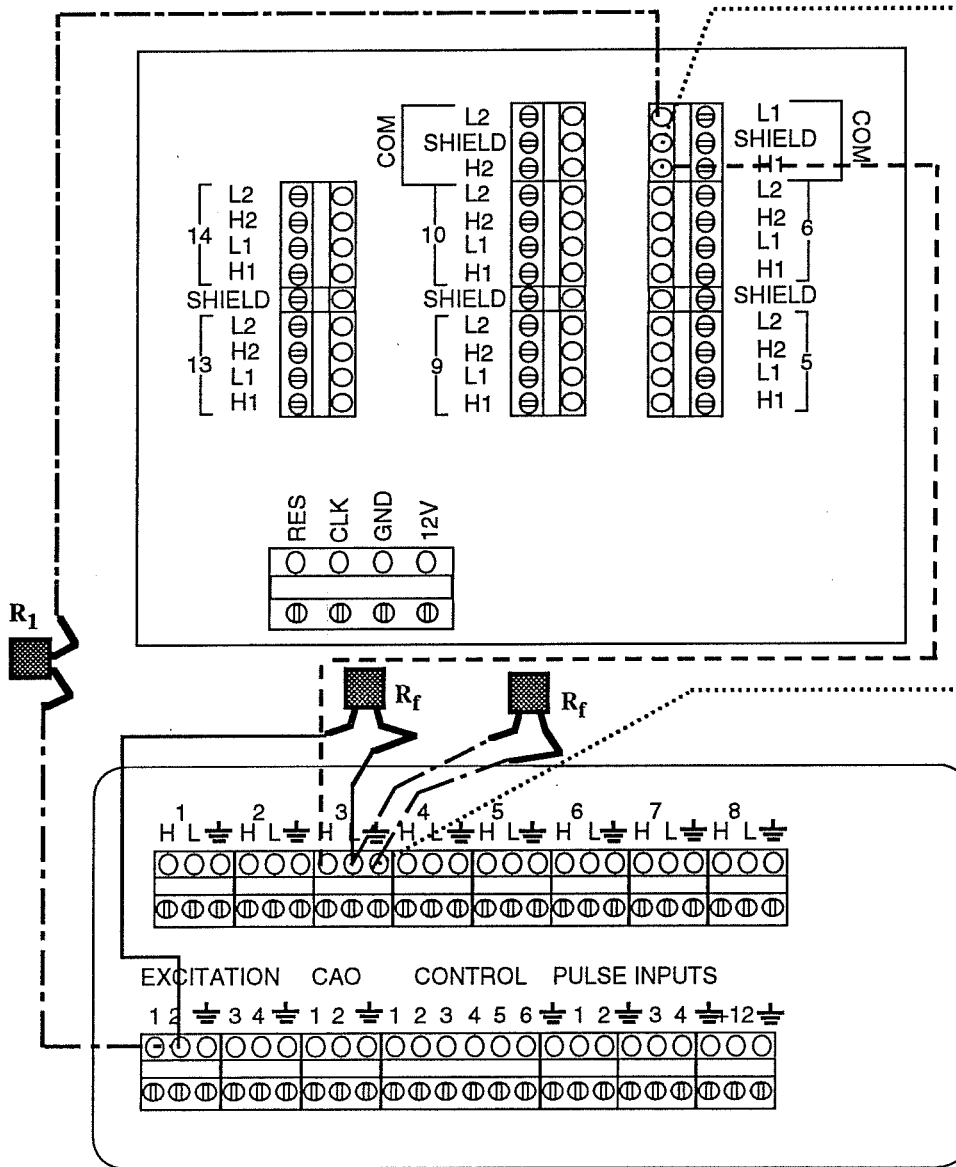 L2 L1
COM SHIELD SHIELD COM
H2 H1
L2 L2 L2
14 H2 10 H2 H2 6
L1 L1 L1
H1 H1 H1
SHIELD SHIELD SHIELD
L2 L2 L2
13 H2 9 H2 H2 5
L1 L1 L1
H1 H1 H1
RES CLK GND 12V
R1
Rf Rf
1 2 3 4 5 6 7 8
H L H L H L H L H L H L H L H L
EXCITATION CAO CONTROL PULSE INPUTS
1 2 3 4 1 2 1 2 3 4 5 6 1 2 3 4 +12